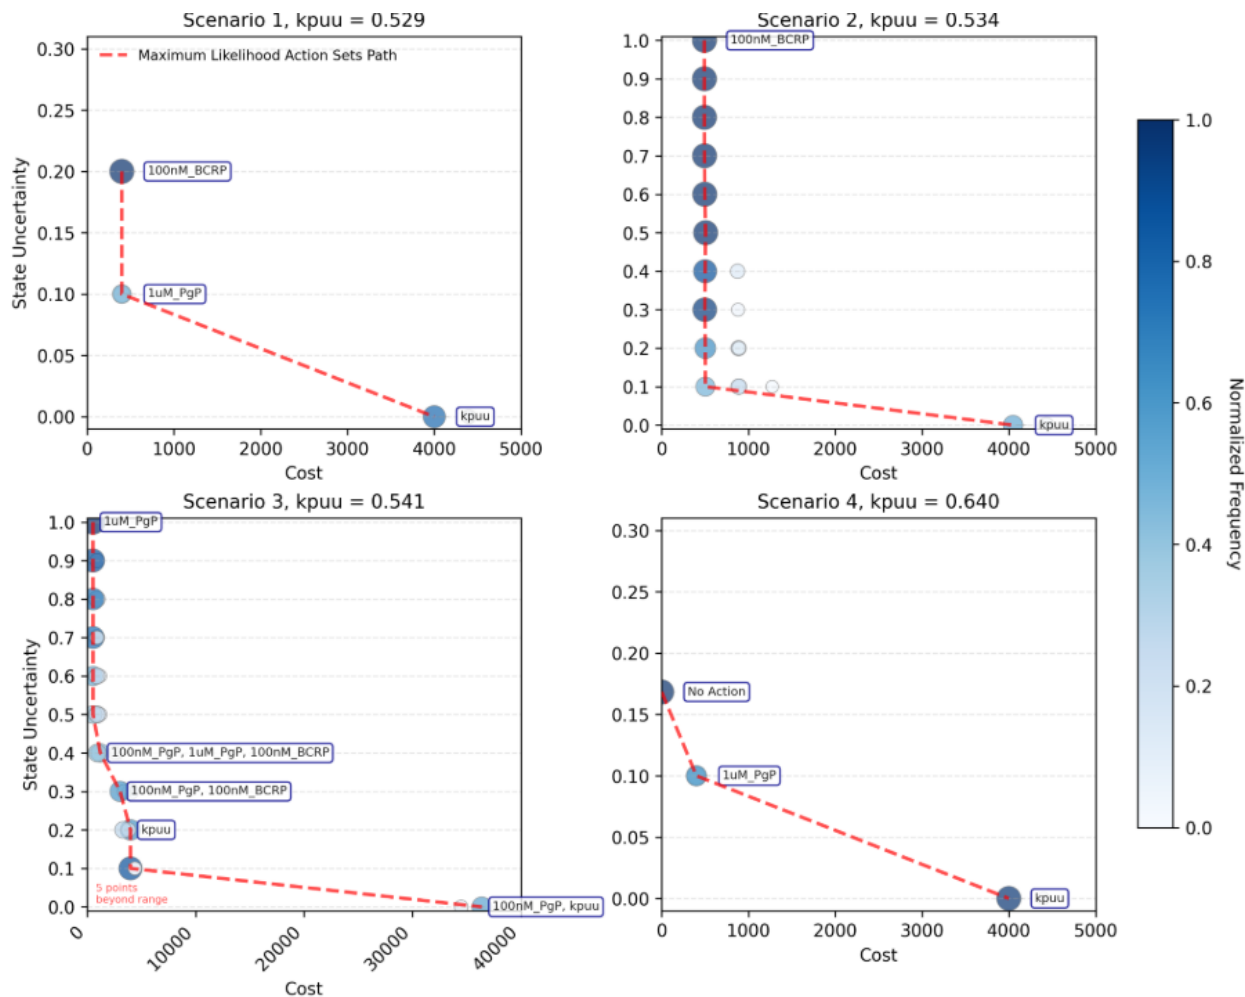 Scenario 1, kpuu = 0.529
0.30
0.25
0.20
0.15
0.10
0.05
0.00
State Uncertainty
Maximum Likelihood Action Sets Path
100nM_BCRP
1uM_PgP
kpuu
0 1000 2000 3000 4000 5000
Cost
Scenario 2, kpuu = 0.534
1.0
0.9
0.8
0.7
0.6
0.5
0.4
0.3
0.2
0.1
0.0
100nM_BCRP
kpuu
0 1000 2000 3000 4000 5000
Cost
Scenario 3, kpuu = 0.541
1.0
0.9
0.8
0.7
0.6
0.5
0.4
0.3
0.2
0.1
0.0
State Uncertainty
1uM_PgP
100nM_PgP, 1uM_PgP, 100nM_BCRP
100nM_PgP, 100nM_BCRP
kpuu
5 points
beyond range
100nM_PgP, kpuu
0 10000 20000 30000 40000
Cost
Scenario 4, kpuu = 0.640
0.30
0.25
0.20
0.15
0.10
0.05
0.00
No Action
1uM_PgP
kpuu
0 1000 2000 3000 4000 5000
Cost
1.0
0.8
0.6
0.4
0.2
0.0
Normalized Frequency